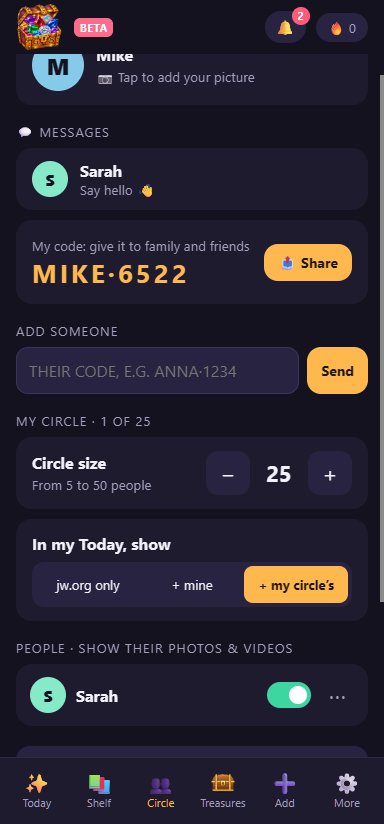 BETA
2
0
M
Mike
Tap to add your picture
MESSAGES
S
Sarah
Say hello
My code: give it to family and friends
MIKE·6522
Share
ADD SOMEONE
THEIR CODE, E.G. ANNA·1234
Send
MY CIRCLE · 1 OF 25
Circle size
From 5 to 50 people
− 25 +
In my Today, show
jw.org only + mine + my circle's
PEOPLE · SHOW THEIR PHOTOS & VIDEOS
S
Sarah
...
Today Shelf Circle Treasures Add More